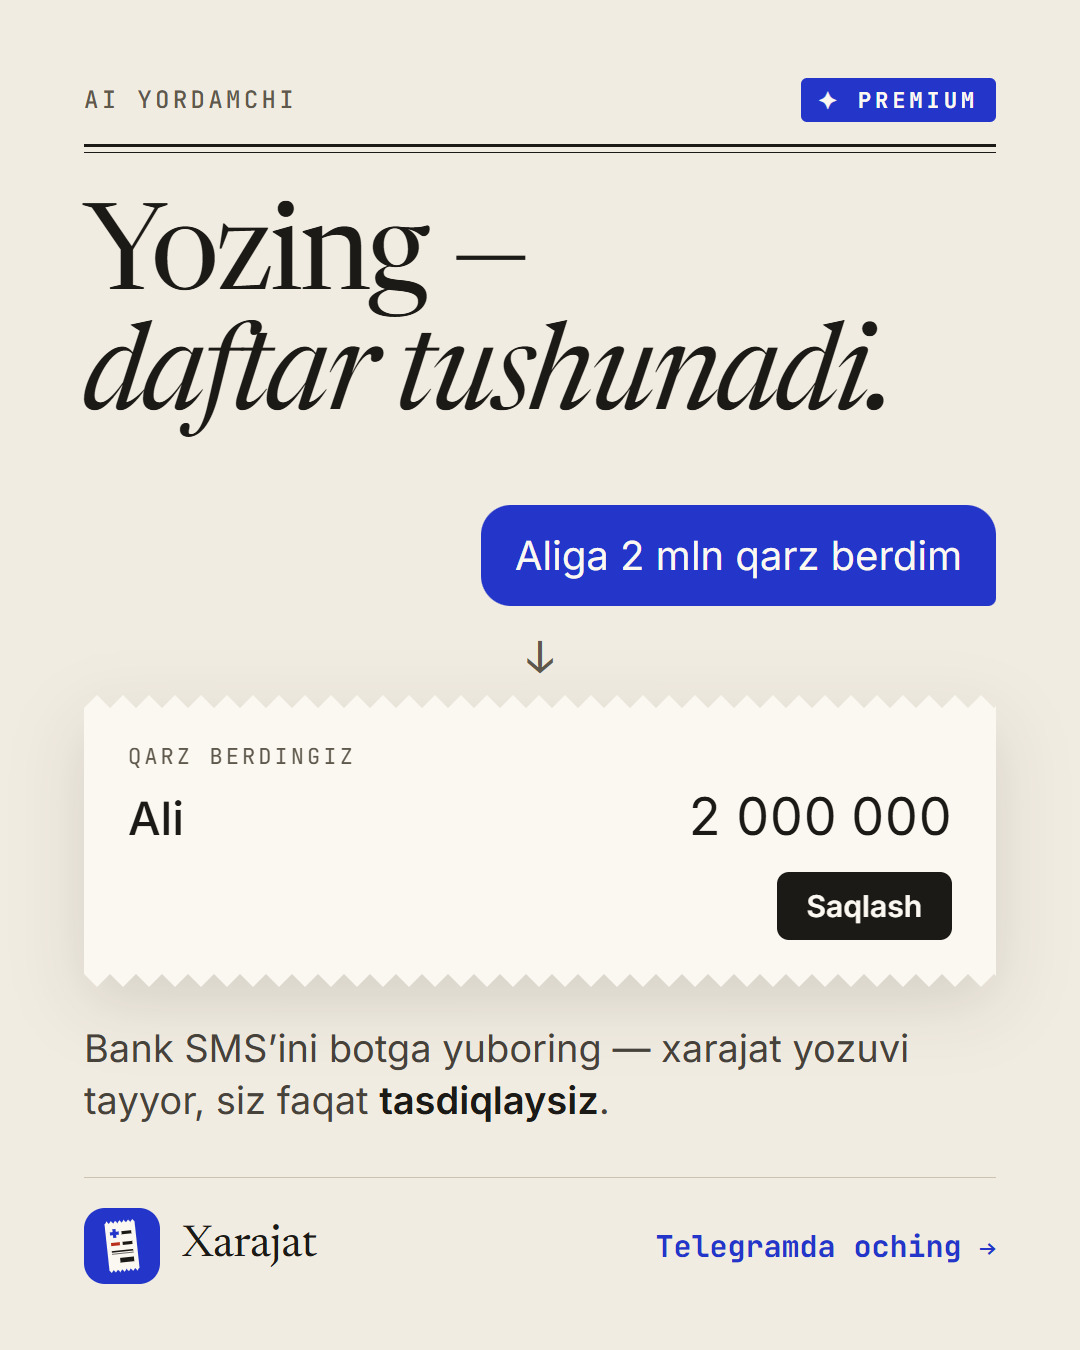 AI YORDAMCHI
✦ PREMIUM
Yozing —
daftar tushunadi.
Aliga 2 mln qarz berdim
↓
QARZ BERDINGIZ
Ali
2 000 000
Saqlash
Bank SMS’ini botga yuboring — xarajat yozuvi
tayyor, siz faqat tasdiqlaysiz.
Xarajat
Telegramda oching →